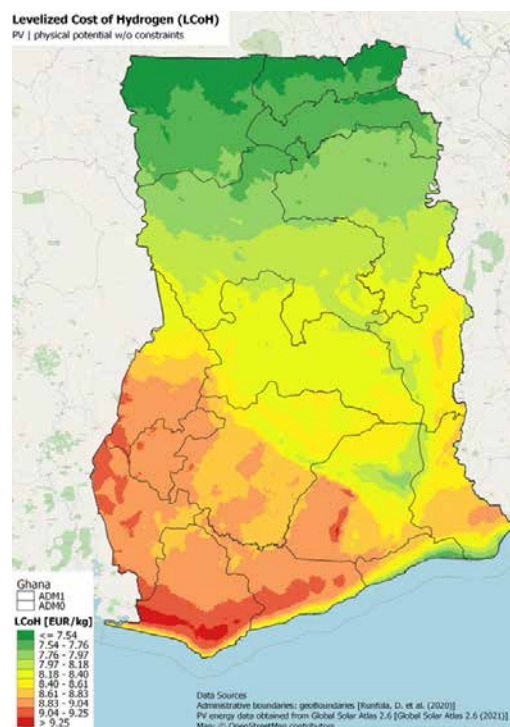 Levelized Cost of Hydrogen (LCoH)
PV | physical potential w/o constraints
Ghana
ADM1
ADM0
LCoH [EUR/kg]
<= 7.54
7.54 - 7.76
7.76 - 7.97
7.97 - 8.18
8.18 - 8.40
8.40 - 8.61
8.61 - 8.83
8.83 - 9.04
9.04 - 9.25
> 9.25
Data Sources
Administrative boundaries: geoBoundaries [Runfola, D. et al. (2020)]
PV energy data obtained from Global Solar Atlas 2.6 [Global Solar Atlas 2.6 (2021)]
Map: © OpenStreetMap contributors